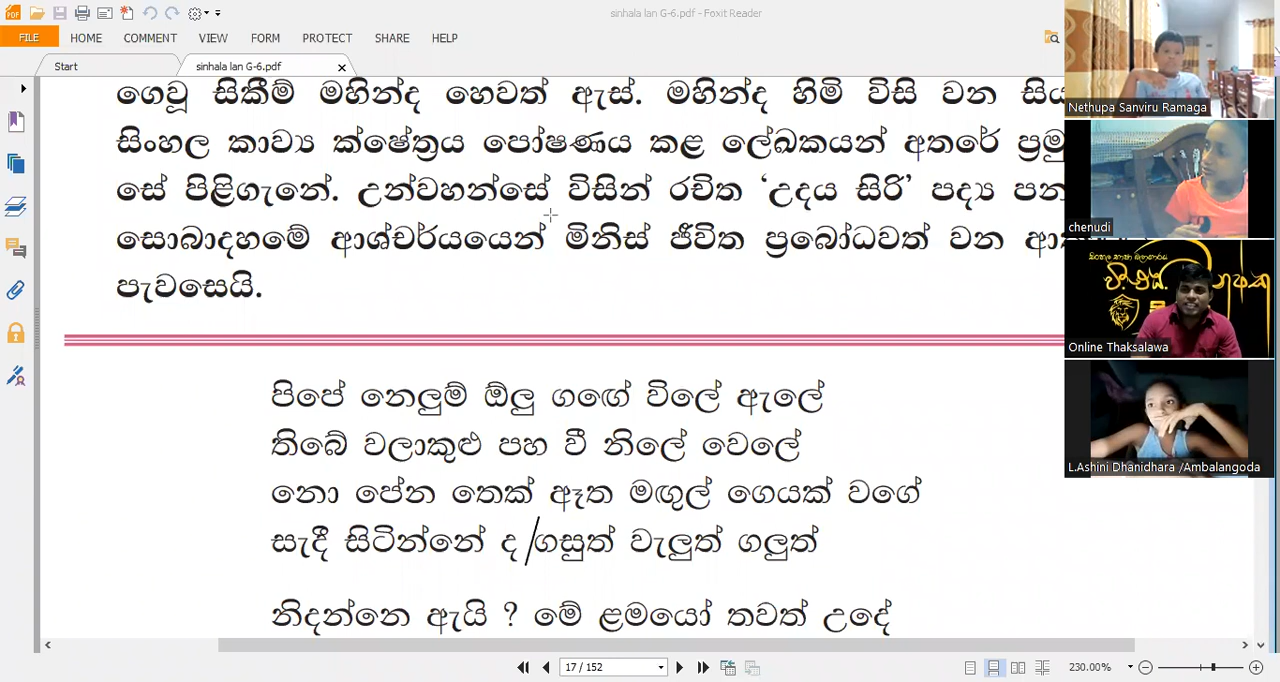 sinhala lan G-6.pdf - Foxit Reader
FILE HOME COMMENT VIEW FORM PROTECT SHARE HELP
Start sinhala lan G-6.pdf
ගෙවූ සිකීම් මහින්ද හෙවත් ඇස්. මහින්ද හිමි විසි වන සිය
සිංහල කාව්‍ය ක්ෂේත්‍රය පෝෂණය කළ ලේඛකයන් අතරේ ප්‍රමු
සේ පිළිගැනේ. උන්වහන්සේ විසින් රචිත ‘උදය සිරි’ පද්‍ය පන
සොබාදහමේ ආශ්චර්යයෙන් මිනිස් ජීවිත ප්‍රබෝධවත් වන ආ
පැවසෙයි.
පිපේ නෙලුම් ඕලු ගඟේ විලේ ඇලේ
තිබේ වලාකුළු පහ වී නිලේ වෙලේ
නො පේන තෙක් ඈත මඟුල් ගෙයක් වගේ
සැදී සිටින්නේ ද /ගසුත් වැලුත් ගලුත්
නිදන්නෙ ඇයි ? මේ ළමයෝ තවත් උදේ
17 / 152
230.00%
Nethupa Sanviru Ramaga
chenudi
Online Thaksalawa
L.Ashini Dhanidhara /Ambalangoda